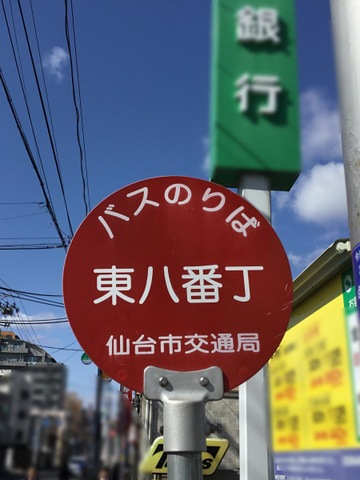 銀行
バスのりば
東八番丁
仙台市交通局